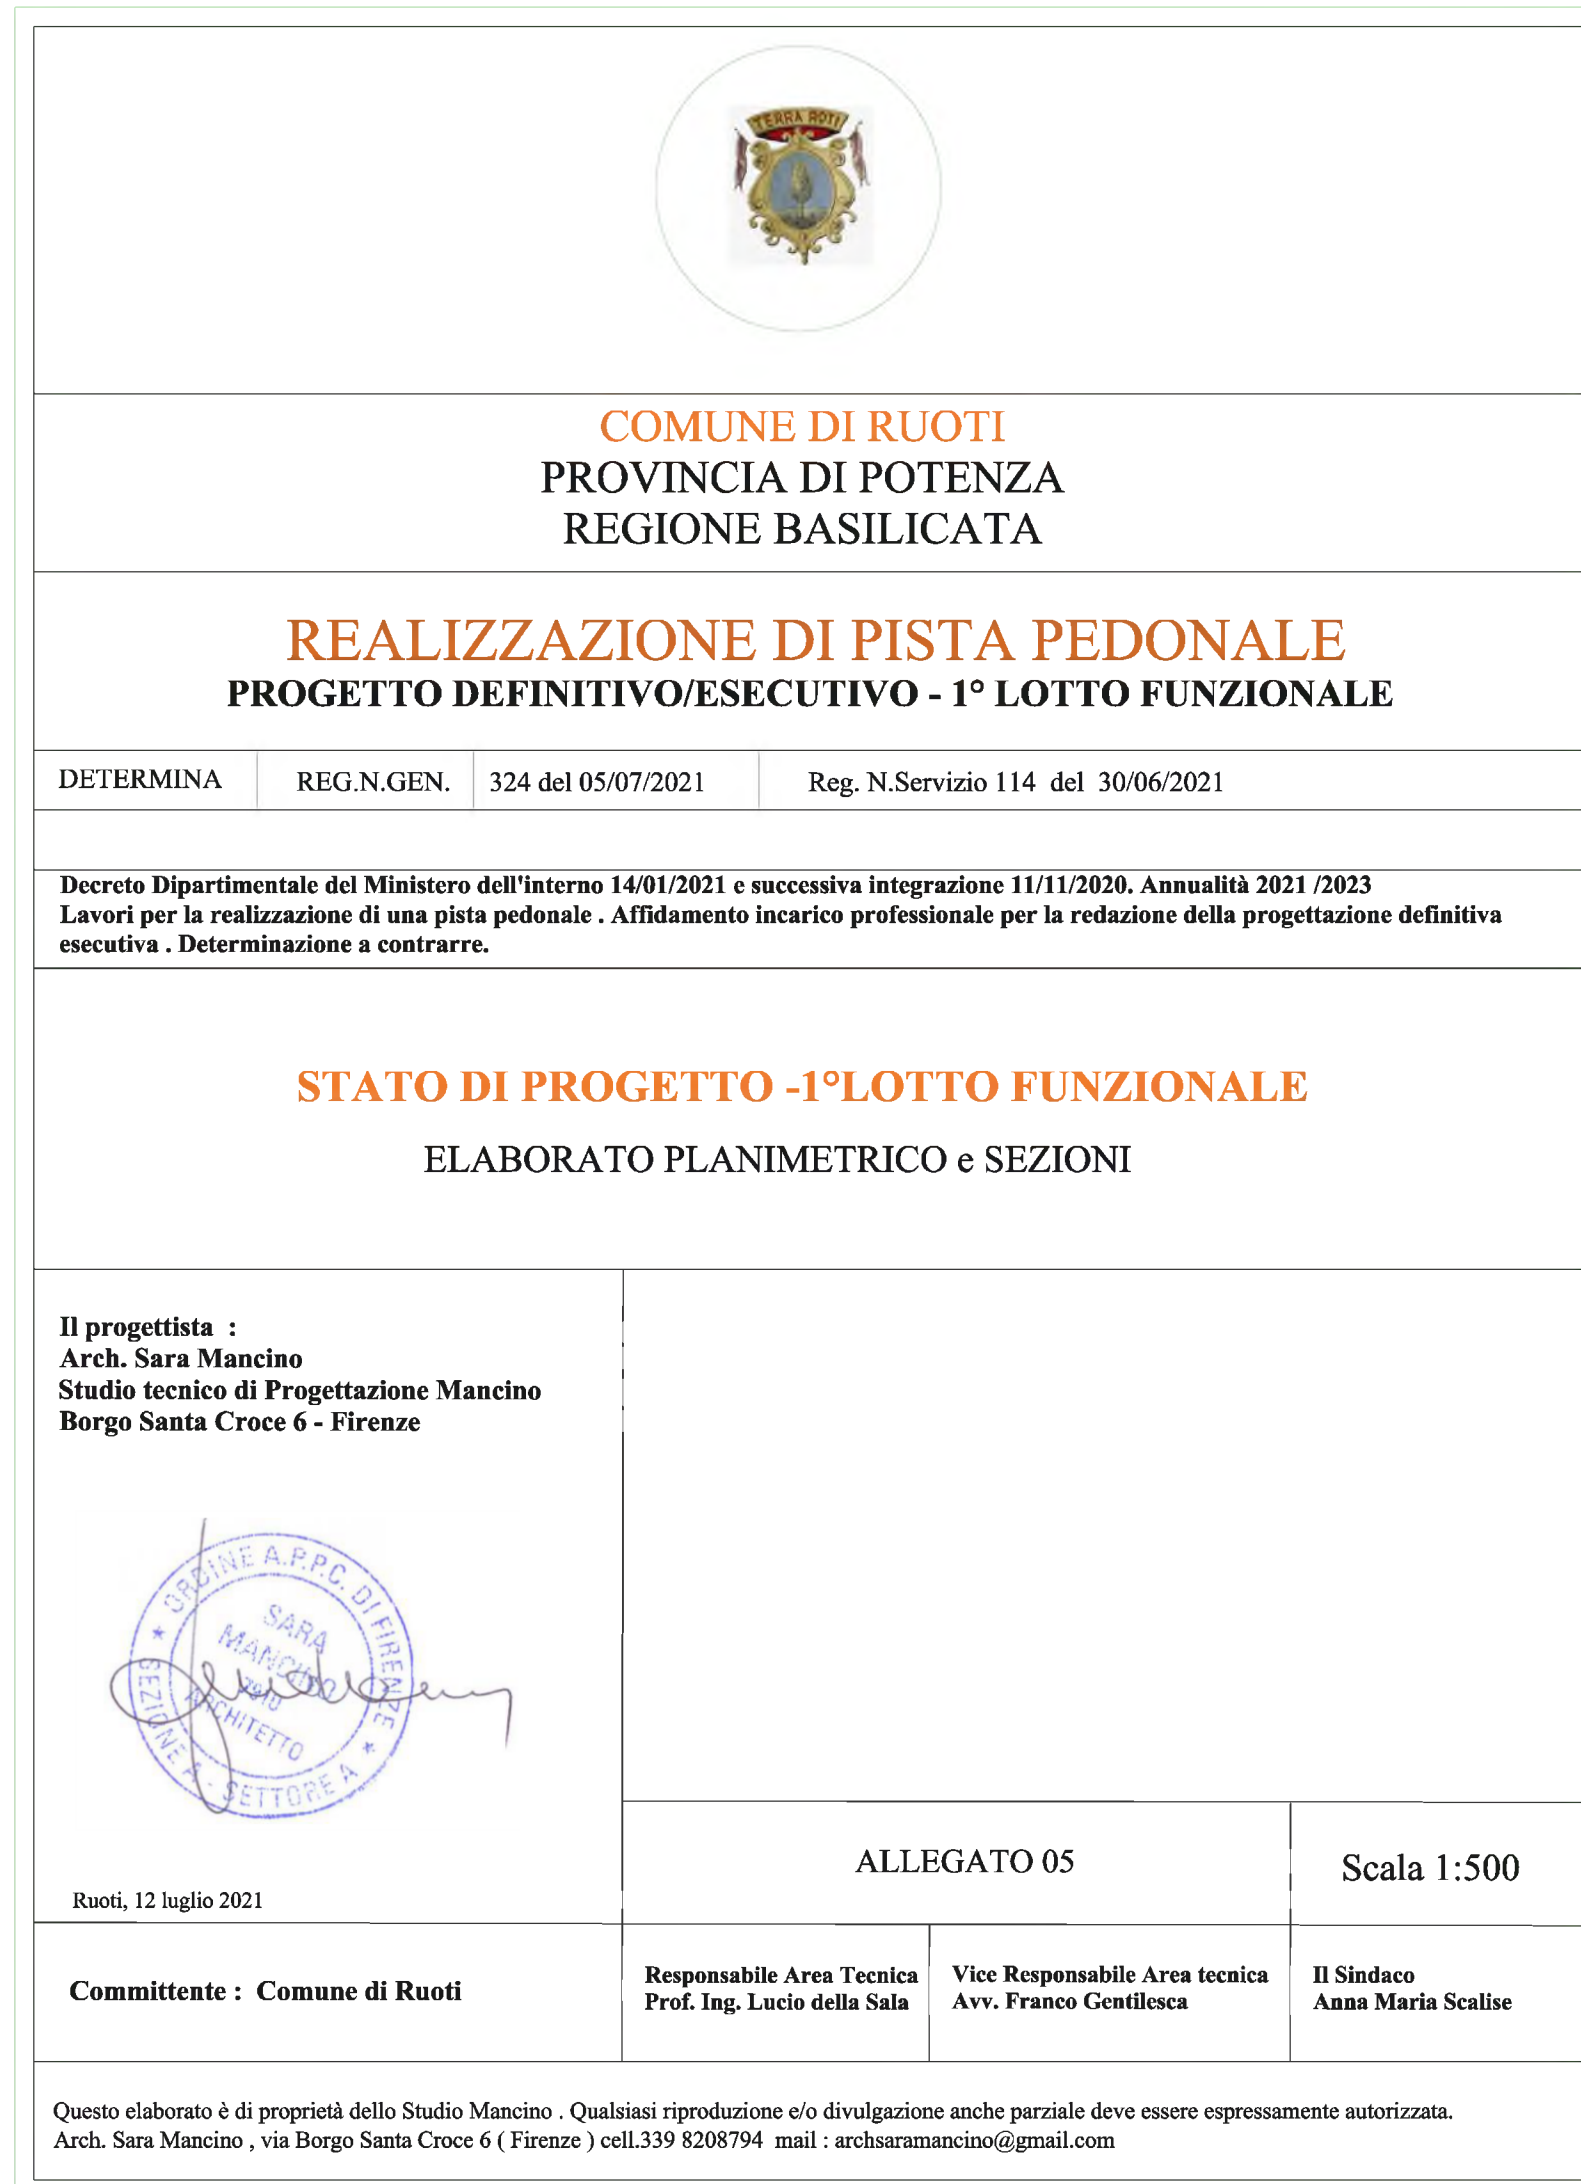 TERRA ROTI
COMUNE DI RUOTI
PROVINCIA DI POTENZA
REGIONE BASILICATA
REALIZZAZIONE DI PISTA PEDONALE
PROGETTO DEFINITIVO/ESECUTIVO - 1° LOTTO FUNZIONALE
DETERMINA REG.N.GEN. 324 del 05/07/2021 Reg. N.Servizio 114 del 30/06/2021
Decreto Dipartimentale del Ministero dell'interno 14/01/2021 e successiva integrazione 11/11/2020. Annualità 2021 /2023
Lavori per la realizzazione di una pista pedonale . Affidamento incarico professionale per la redazione della progettazione definitiva
esecutiva . Determinazione a contrarre.
STATO DI PROGETTO -1°LOTTO FUNZIONALE
ELABORATO PLANIMETRICO e SEZIONI
Il progettista :
Arch. Sara Mancino
Studio tecnico di Progettazione Mancino
Borgo Santa Croce 6 - Firenze
ORDINE A.P.P.C. DI FIRENZE
SARA
MANCINO
ARCHITETTO
SEZIONE A - SETTORE A
Ruoti, 12 luglio 2021
ALLEGATO 05
Scala 1:500
Committente : Comune di Ruoti
Responsabile Area Tecnica
Prof. Ing. Lucio della Sala
Vice Responsabile Area tecnica
Avv. Franco Gentilesca
Il Sindaco
Anna Maria Scalise
Questo elaborato è di proprietà dello Studio Mancino . Qualsiasi riproduzione e/o divulgazione anche parziale deve essere espressamente autorizzata.
Arch. Sara Mancino , via Borgo Santa Croce 6 ( Firenze ) cell.339 8208794 mail : archsaramancino@gmail.com